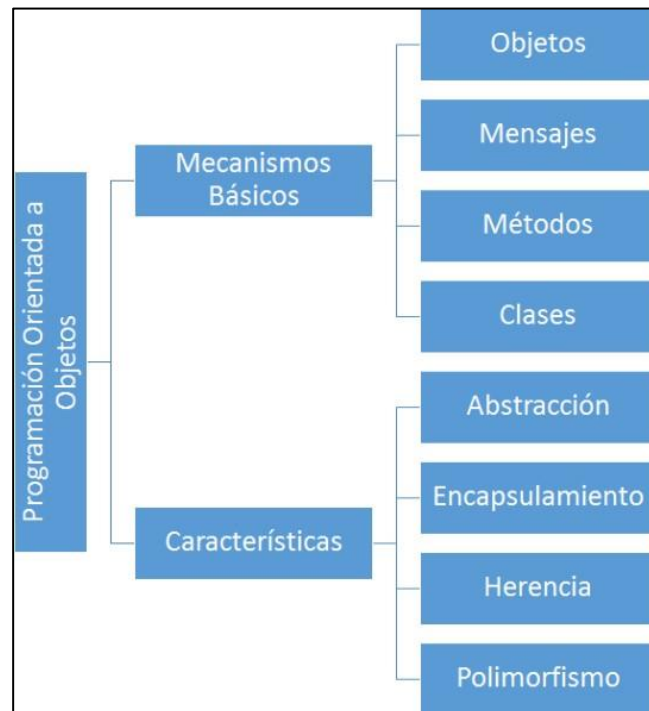 Programación Orientada a
Objetos
Mecanismos
Básicos
Objetos
Mensajes
Métodos
Clases
Características
Abstracción
Encapsulamiento
Herencia
Polimorfismo